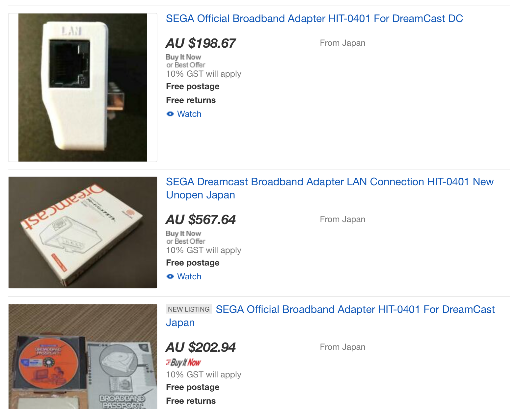 LAN
SEGA Official Broadband Adapter HIT-0401 For DreamCast DC
AU $198.67
From Japan
Buy It Now
or Best Offer
10% GST will apply
Free postage
Free returns
Watch
Dreamcast
SEGA Dreamcast Broadband Adapter LAN Connection HIT-0401 New
Unopen Japan
AU $567.64
From Japan
Buy It Now
or Best Offer
10% GST will apply
Free postage
Watch
BROADBAND
PASSPORT
NEW LISTING SEGA Official Broadband Adapter HIT-0401 For DreamCast
Japan
AU $202.94
From Japan
Buy It Now
10% GST will apply
Free postage
Free returns